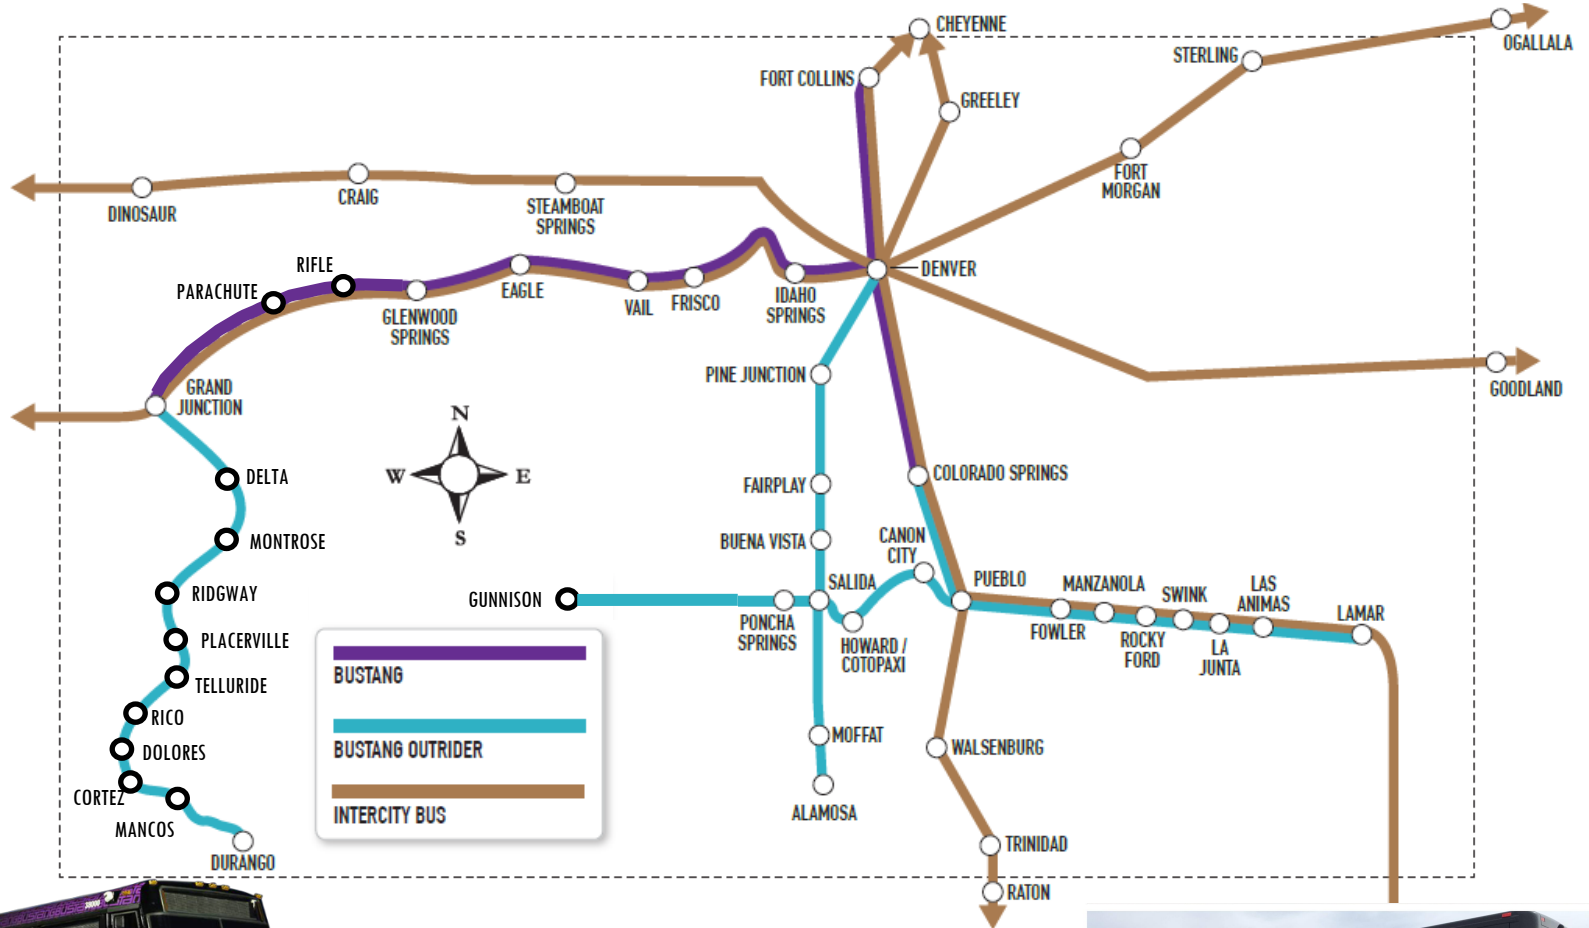 CHEYENNE
OGALLALA
STERLING
FORT COLLINS
GREELEY
FORT
MORGAN
DINOSAUR
CRAIG
STEAMBOAT
SPRINGS
RIFLE
PARACHUTE
GLENWOOD
SPRINGS
EAGLE
VAIL
FRISCO
IDAHO
SPRINGS
DENVER
GRAND
JUNCTION
PINE JUNCTION
GOODLAND
N
W
E
S
DELTA
MONTROSE
RIDGWAY
PLACERVILLE
TELLURIDE
RICO
DOLORES
CORTEZ
MANCOS
DURANGO
COLORADO SPRINGS
FAIRPLAY
BUENA VISTA
CANON
CITY
GUNNISON
PONCHA
SPRINGS
SALIDA
HOWARD /
COTOPAXI
PUEBLO
FOWLER
MANZANOLA
ROCKY
FORD
SWINK
LA
JUNTA
LAS
ANIMAS
LAMAR
MOFFAT
ALAMOSA
WALSENBURG
TRINIDAD
RATON
BUSTANG
BUSTANG OUTRIDER
INTERCITY BUS